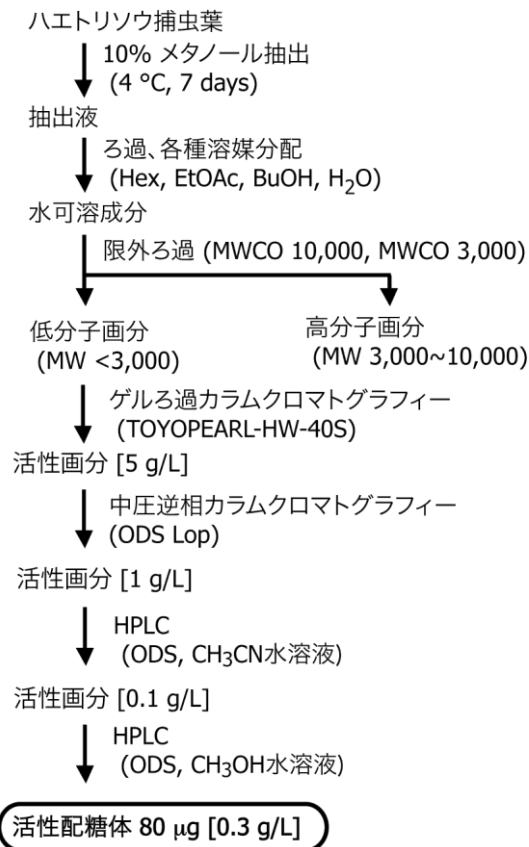 ハエトリソウ捕虫葉
10% メタノール抽出
(4 °C, 7 days)
抽出液
ろ過、各種溶媒分配
(Hex, EtOAc, BuOH, H₂O)
水可溶成分
限外ろ過 (MWCO 10,000, MWCO 3,000)
低分子画分
(MW <3,000)
高分子画分
(MW 3,000~10,000)
ゲルろ過カラムクロマトグラフィー
(TOYOPEARL-HW-40S)
活性画分 [5 g/L]
中圧逆相カラムクロマトグラフィー
(ODS Lop)
活性画分 [1 g/L]
HPLC
(ODS, CH₃CN水溶液)
活性画分 [0.1 g/L]
HPLC
(ODS, CH₃OH水溶液)
活性配糖体 80 μg [0.3 g/L]